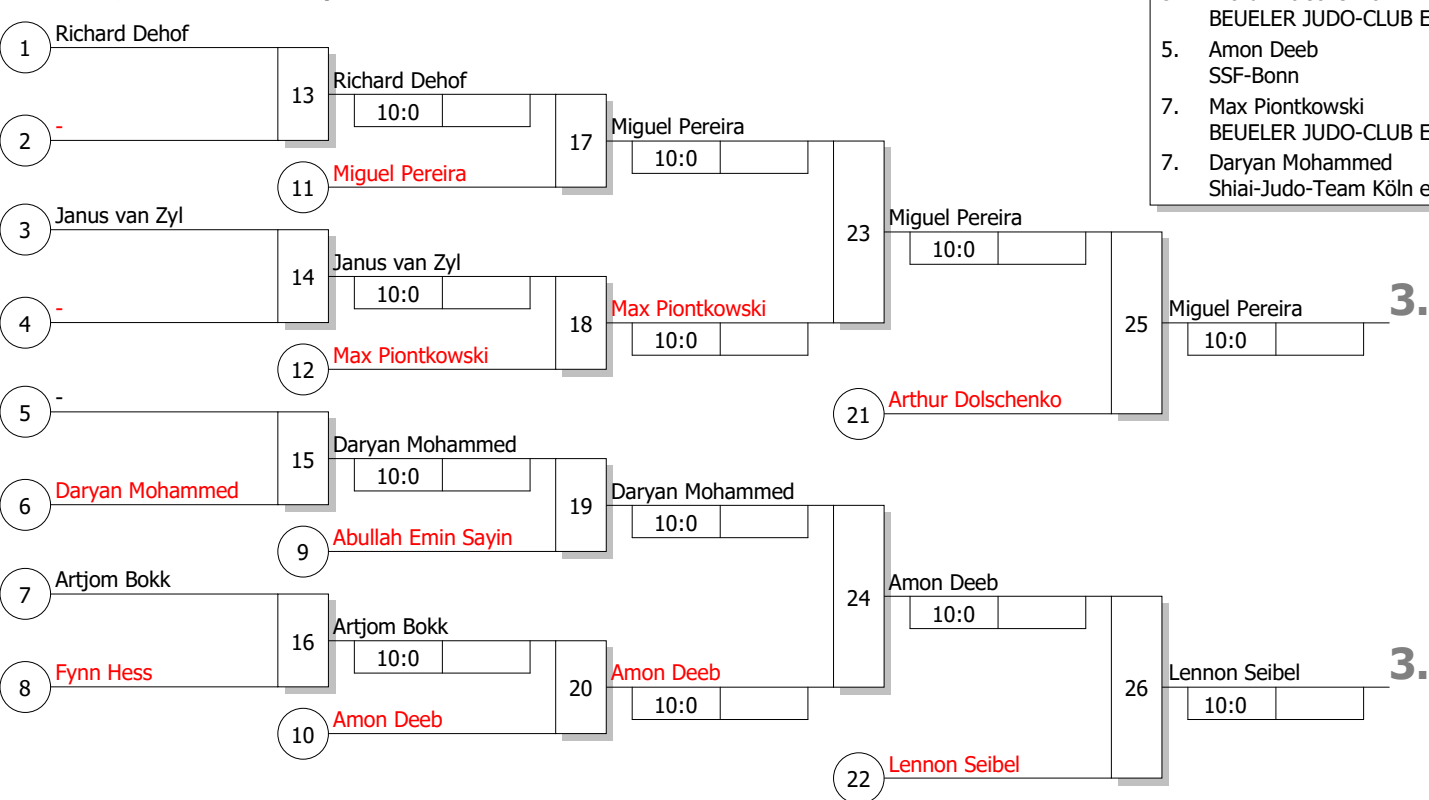 BEUELER JUDO-CLUB E
5. Amon Deeb
SSF-Bonn
7. Max Piontkowski
BEUELER JUDO-CLUB E
7. Daryan Mohammed
Shiai-Judo-Team Köln e
1 Richard Dehof
2 -
13 Richard Dehof
10:0
11 Miguel Pereira
17 Miguel Pereira
10:0
3 Janus van Zyl
4 -
14 Janus van Zyl
10:0
12 Max Piontkowski
18 Max Piontkowski
10:0
23 Miguel Pereira
10:0
21 Arthur Dolschenko
25 Miguel Pereira
10:0
3.
5 -
6 Daryan Mohammed
15 Daryan Mohammed
10:0
9 Abullah Emin Sayin
19 Daryan Mohammed
10:0
7 Artjom Bokk
8 Fynn Hess
16 Artjom Bokk
10:0
10 Amon Deeb
20 Amon Deeb
10:0
24 Amon Deeb
10:0
22 Lennon Seibel
26 Lennon Seibel
10:0
3.